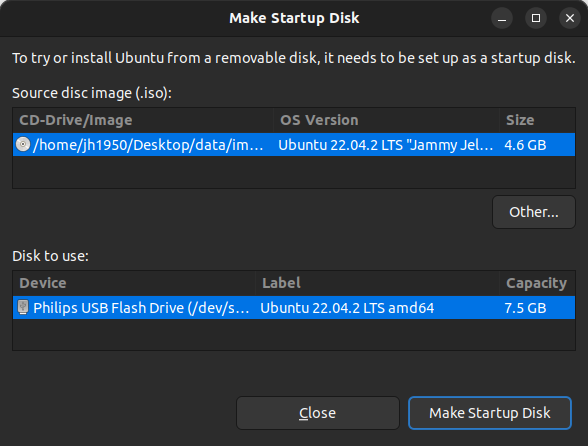 Make Startup Disk
To try or install Ubuntu from a removable disk, it needs to be set up as a startup disk.
Source disc image (.iso):
CD-Drive/Image OS Version Size
/home/jh1950/Desktop/data/im... Ubuntu 22.04.2 LTS "Jammy Jel... 4.6 GB
Other...
Disk to use:
Device Label Capacity
Philips USB Flash Drive (/dev/s... Ubuntu 22.04.2 LTS amd64 7.5 GB
Close Make Startup Disk